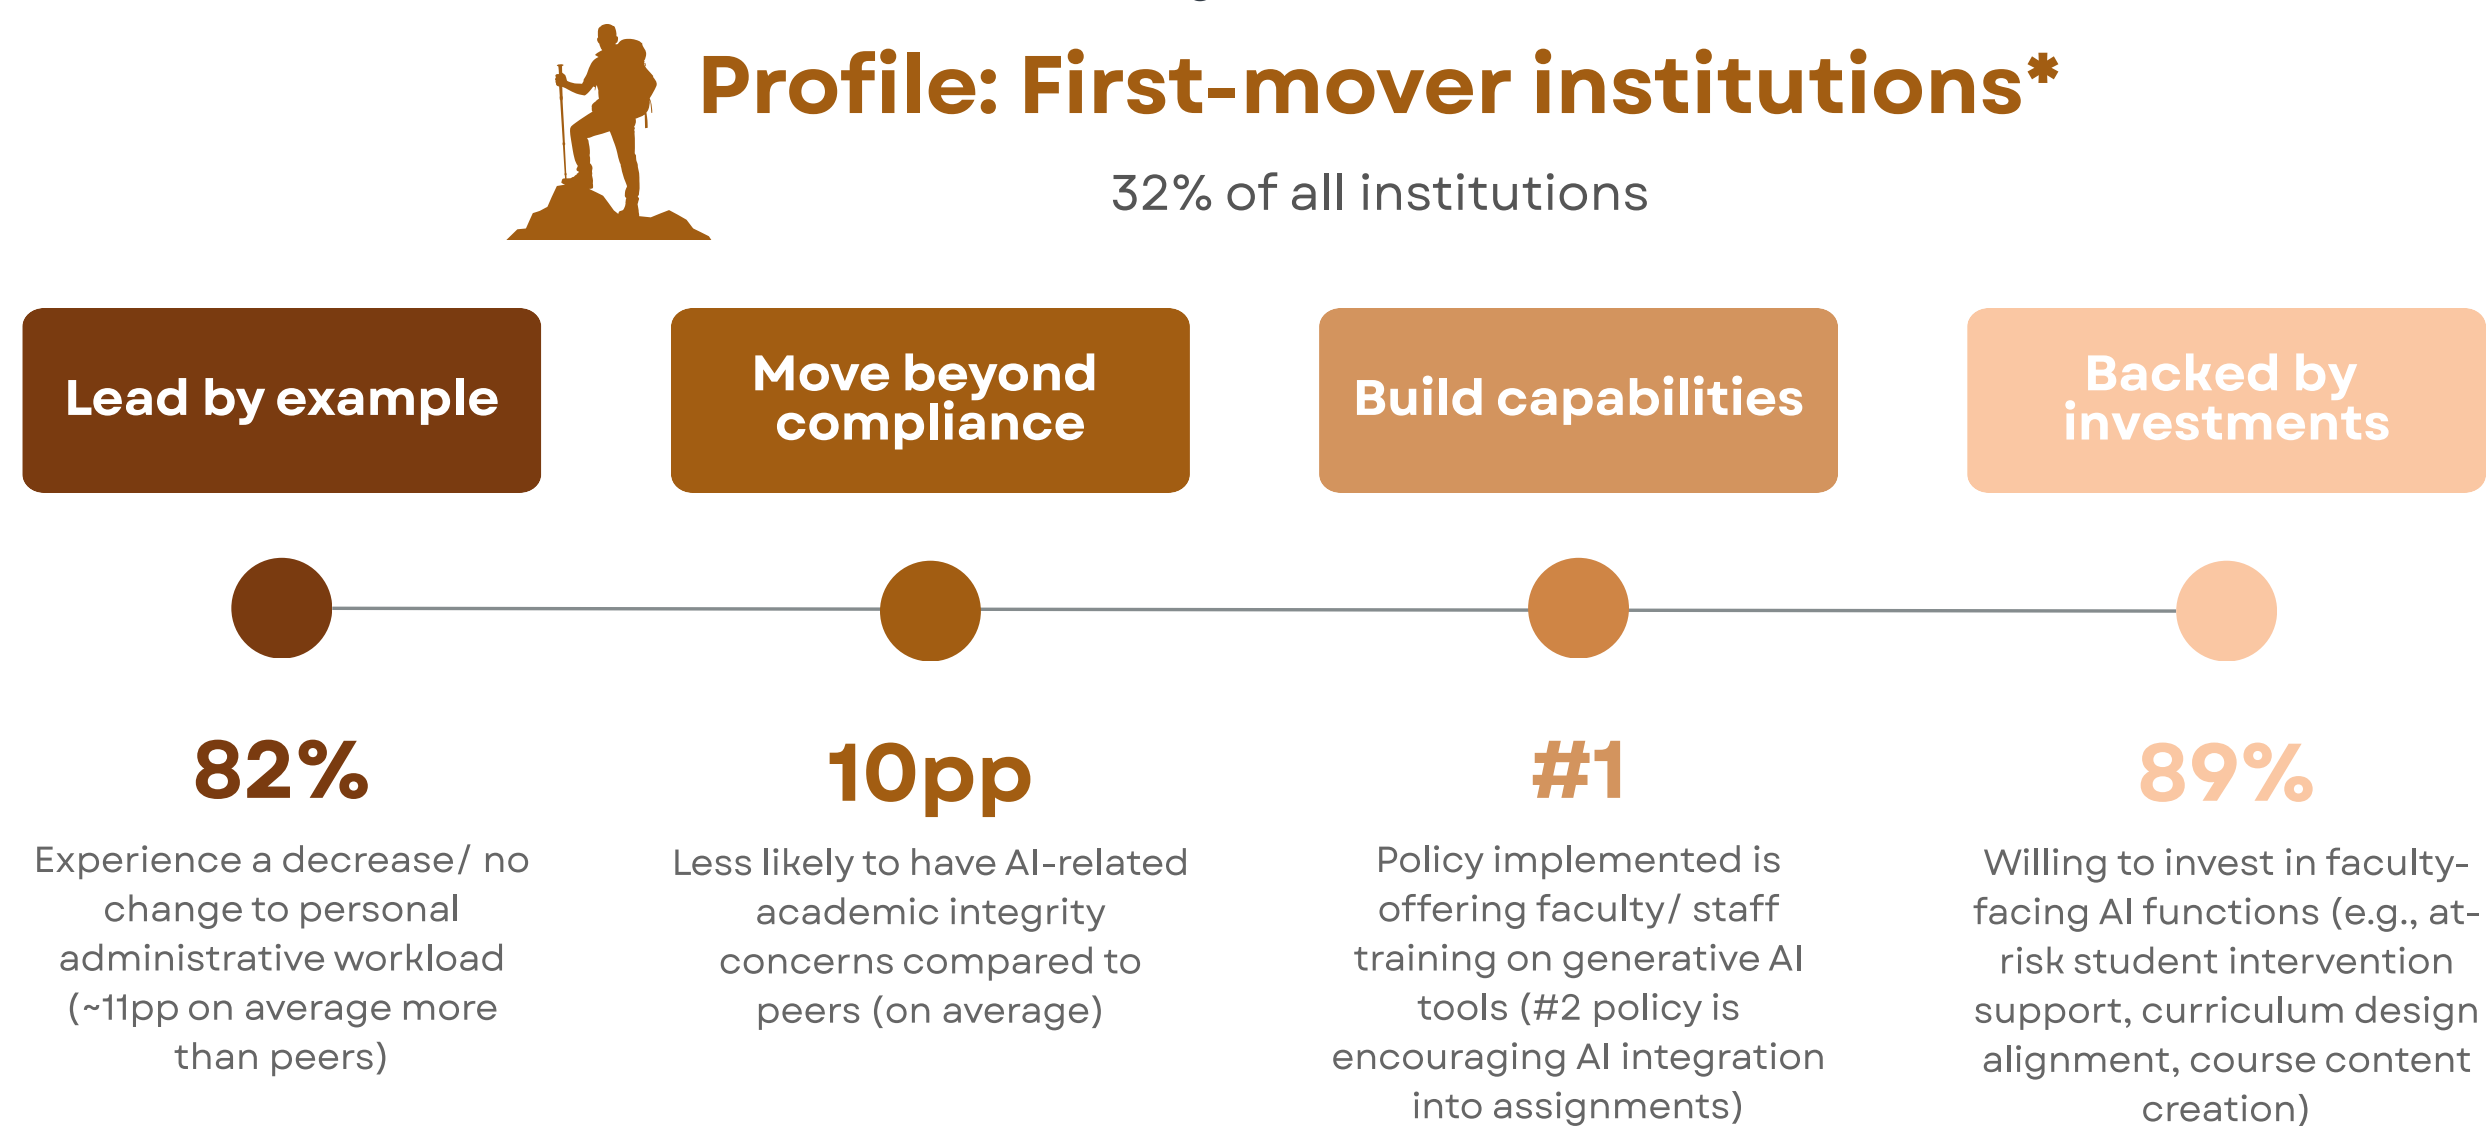 Profile: First-mover institutions*
32% of all institutions
Lead by example
Move beyond
compliance
Build capabilities
Backed by
investments
82%
Experience a decrease/ no
change to personal
administrative workload
(~11pp on average more
than peers)
10pp
Less likely to have AI-related
academic integrity
concerns compared to
peers (on average)
#1
Policy implemented is
offering faculty/ staff
training on generative AI
tools (#2 policy is
encouraging AI integration
into assignments)
89%
Willing to invest in faculty-
facing AI functions (e.g., at-
risk student intervention
support, curriculum design
alignment, course content
creation)